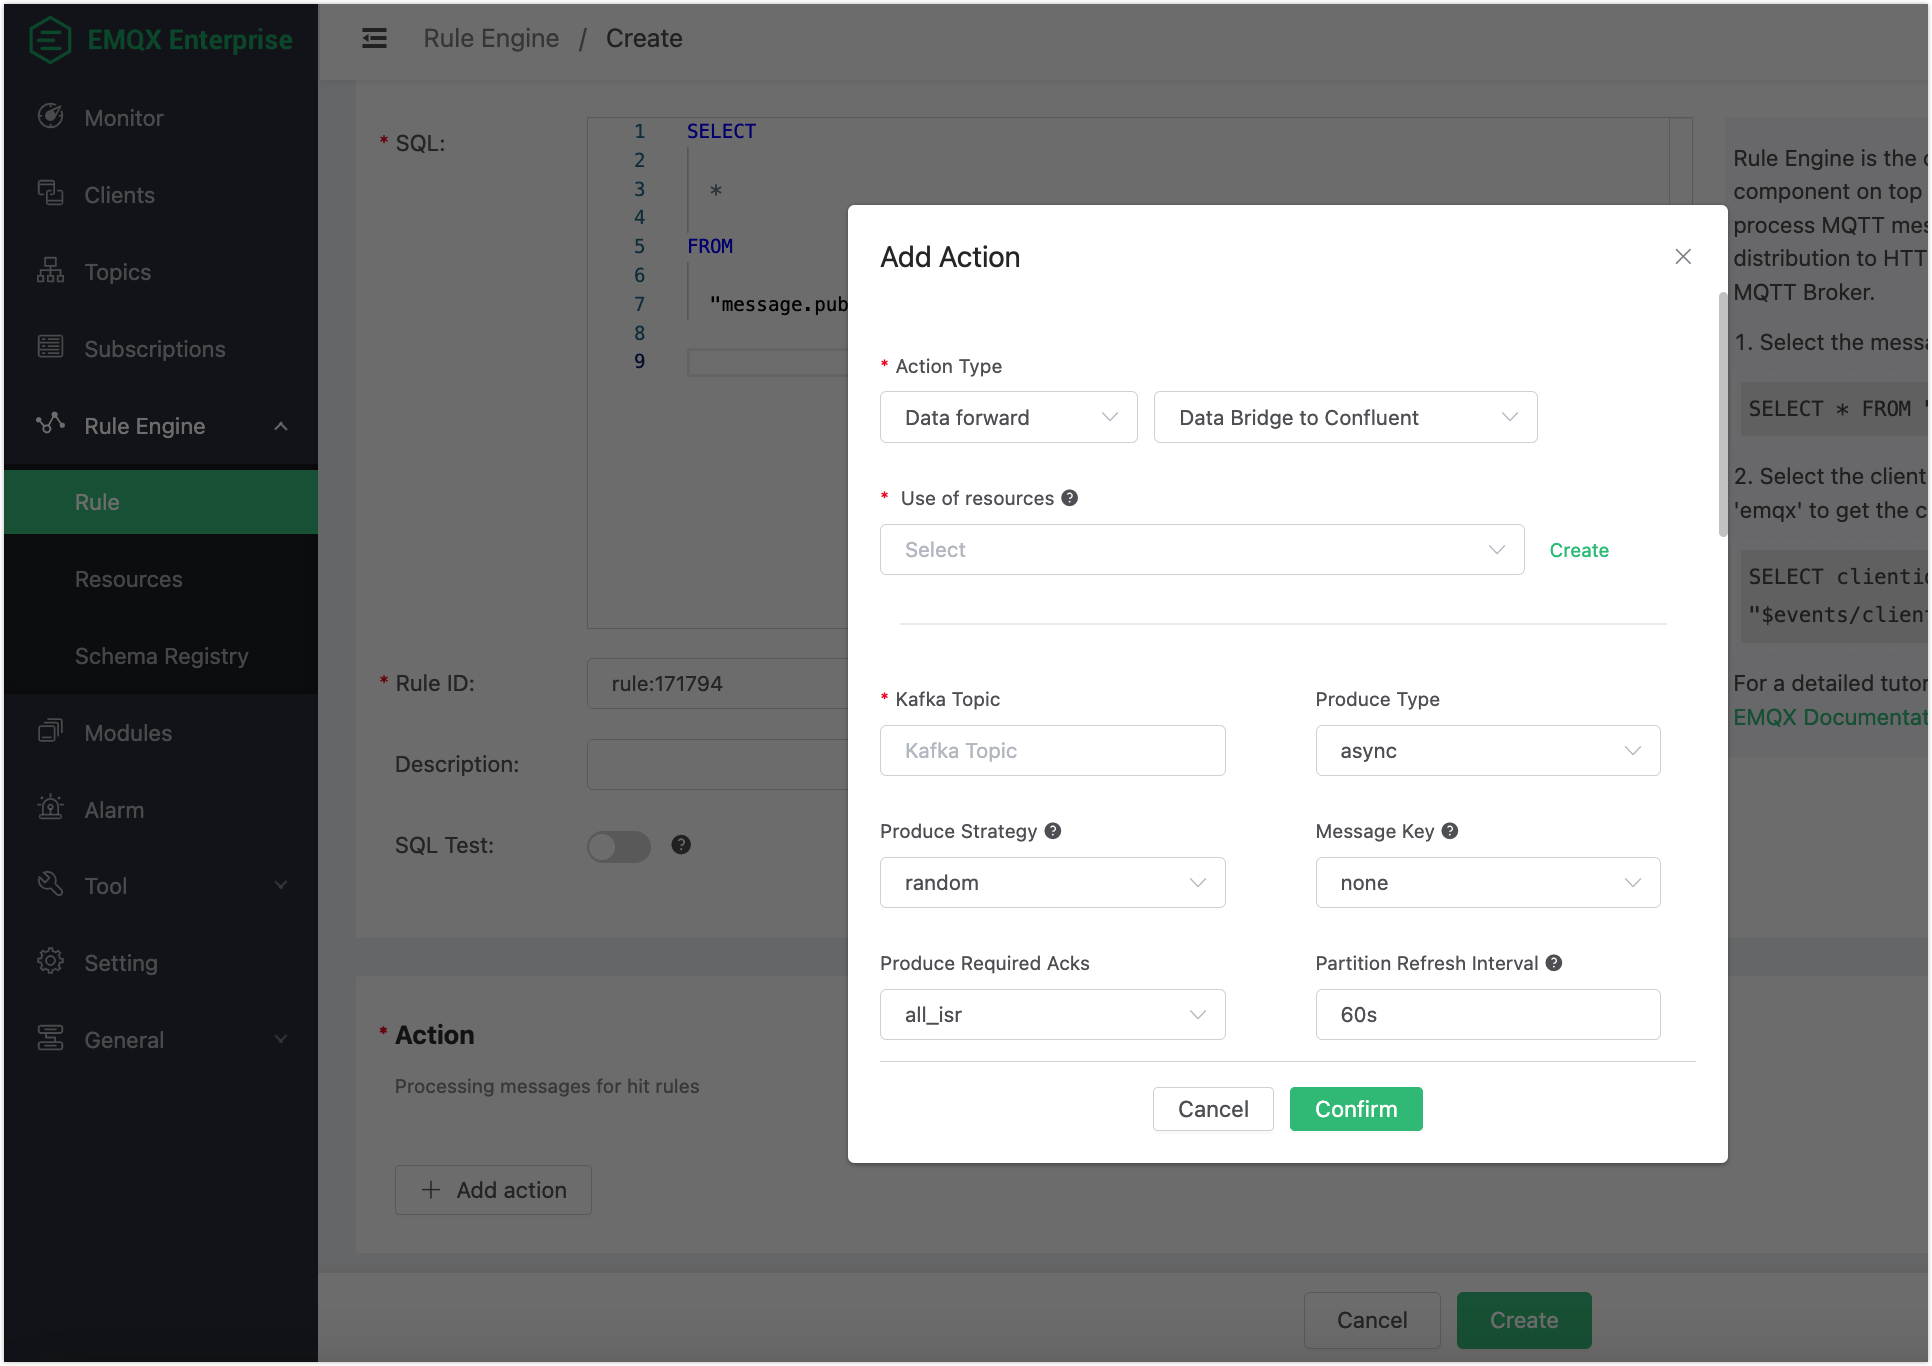 EMQX Enterprise
Monitor
Clients
Topics
Subscriptions
Rule Engine
Rule
Resources
Schema Registry
Modules
Alarm
Tool
Setting
General
Rule Engine / Create
* SQL:
1 SELECT
2
3 *
4
5 FROM
6
7 "message.pub
8
9
* Rule ID:
rule:171794
Description:
SQL Test:
* Action
Processing messages for hit rules
+ Add action
Cancel
Create
Add Action
* Action Type
Data forward
Data Bridge to Confluent
* Use of resources
Select
Create
* Kafka Topic
Kafka Topic
Produce Type
async
Produce Strategy
random
Message Key
none
Produce Required Acks
all_isr
Partition Refresh Interval
60s
Cancel
Confirm
Rule Engine is the
component on top
process MQTT mes
distribution to HTT
MQTT Broker.
1. Select the messa
SELECT * FROM "
2. Select the client
'emqx' to get the c
SELECT clienti
"$events/clien
For a detailed tutor
EMQX Documentat